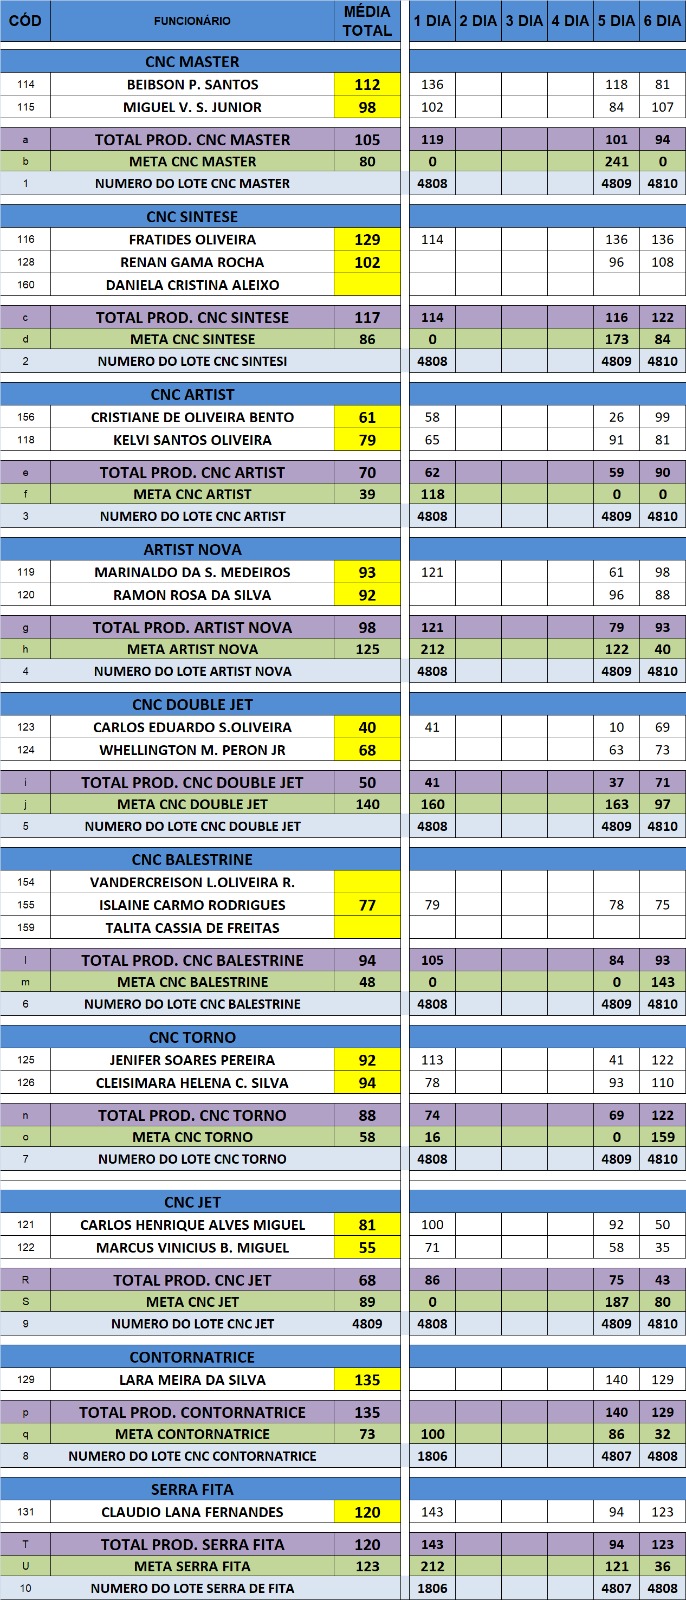 CÓD FUNCIONÁRIO MÉDIA TOTAL 1 DIA 2 DIA 3 DIA 4 DIA 5 DIA 6 DIA
CNC MASTER
114 BEIBSON P. SANTOS 112 136 118 81
115 MIGUEL V. S. JUNIOR 98 102 84 107
a TOTAL PROD. CNC MASTER 105 119 101 94
b META CNC MASTER 80 0 241 0
1 NUMERO DO LOTE CNC MASTER 4808 4809 4810
CNC SINTESE
116 FRATIDES OLIVEIRA 129 114 136 136
128 RENAN GAMA ROCHA 102 96 108
160 DANIELA CRISTINA ALEIXO
c TOTAL PROD. CNC SINTESE 117 114 116 122
d META CNC SINTESE 86 0 173 84
2 NUMERO DO LOTE CNC SINTESI 4808 4809 4810
CNC ARTIST
156 CRISTIANE DE OLIVEIRA BENTO 61 58 26 99
118 KELVI SANTOS OLIVEIRA 79 65 91 81
e TOTAL PROD. CNC ARTIST 70 62 59 90
f META CNC ARTIST 39 118 0 0
3 NUMERO DO LOTE CNC ARTIST 4808 4809 4810
ARTIST NOVA
119 MARINALDO DA S. MEDEIROS 93 121 61 98
120 RAMON ROSA DA SILVA 92 96 88
g TOTAL PROD. ARTIST NOVA 98 121 79 93
h META ARTIST NOVA 125 212 122 40
4 NUMERO DO LOTE ARTIST NOVA 4808 4809 4810
CNC DOUBLE JET
123 CARLOS EDUARDO S.OLIVEIRA 40 41 10 69
124 WHELLINGTON M. PERON JR 68 63 73
i TOTAL PROD. CNC DOUBLE JET 50 41 37 71
j META CNC DOUBLE JET 140 160 163 97
5 NUMERO DO LOTE CNC DOUBLE JET 4808 4809 4810
CNC BALESTRINE
154 VANDERCREISON L.OLIVEIRA R.
155 ISLAINE CARMO RODRIGUES 77 79 78 75
159 TALITA CASSIA DE FREITAS
l TOTAL PROD. CNC BALESTRINE 94 105 84 93
m META CNC BALESTRINE 48 0 0 143
6 NUMERO DO LOTE CNC BALESTRINE 4808 4809 4810
CNC TORNO
125 JENIFER SOARES PEREIRA 92 113 41 122
126 CLEISIMARA HELENA C. SILVA 94 78 93 110
n TOTAL PROD. CNC TORNO 88 74 69 122
o META CNC TORNO 58 16 0 159
7 NUMERO DO LOTE CNC TORNO 4808 4809 4810
CNC JET
121 CARLOS HENRIQUE ALVES MIGUEL 81 100 92 50
122 MARCUS VINICIUS B. MIGUEL 55 71 58 35
R TOTAL PROD. CNC JET 68 86 75 43
S META CNC JET 89 0 187 80
9 NUMERO DO LOTE CNC JET 4809 4808 4809 4810
CONTORNATRICE
129 LARA MEIRA DA SILVA 135 140 129
p TOTAL PROD. CONTORNATRICE 135 140 129
q META CONTORNATRICE 73 100 86 32
8 NUMERO DO LOTE CNC CONTORNATRICE 1806 4807 4808
SERRA FITA
131 CLAUDIO LANA FERNANDES 120 143 94 123
T TOTAL PROD. SERRA FITA 120 143 94 123
U META SERRA FITA 123 212 121 36
10 NUMERO DO LOTE SERRA DE FITA 1806 4807 4808